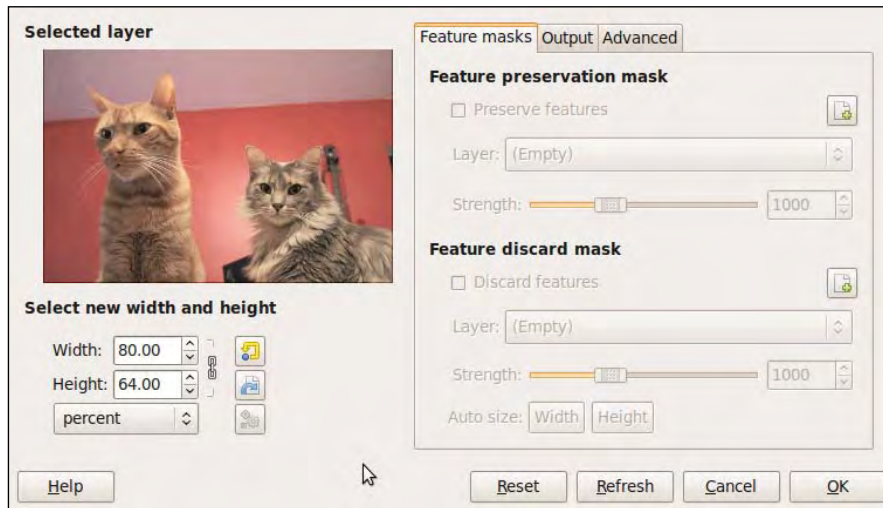 Selected layer
Feature masks Output Advanced
Feature preservation mask
Preserve features
Layer: (Empty)
Strength: 1000
Feature discard mask
Discard features
Layer: (Empty)
Strength: 1000
Auto size: Width Height
Select new width and height
Width: 80.00
Height: 64.00
percent
Help Reset Refresh Cancel OK